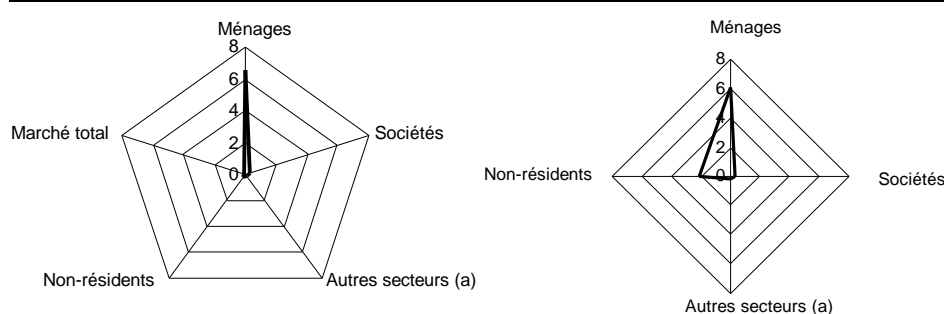 Ménages
8
6
4
2
0
Marché total
Sociétés
Non-résidents
Autres secteurs (a)
Ménages
8
6
4
2
0
Non-résidents
Sociétés
Autres secteurs (a)